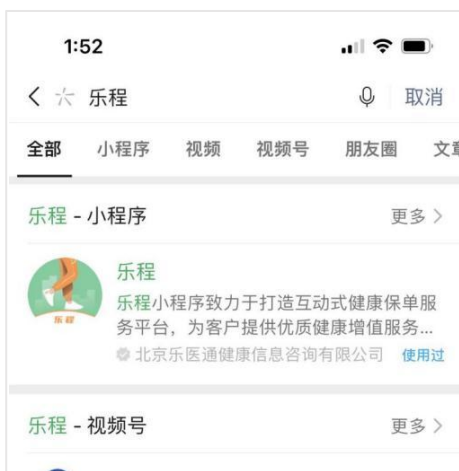 1:52
乐程
取消
全部 小程序 视频 视频号 朋友圈 文章
乐程 - 小程序
更多
乐程
乐程小程序致力于打造互动式健康保单服
务平台，为客户提供优质健康增值服务...
北京乐医通健康信息咨询有限公司 使用过
乐程
乐程 - 视频号
更多